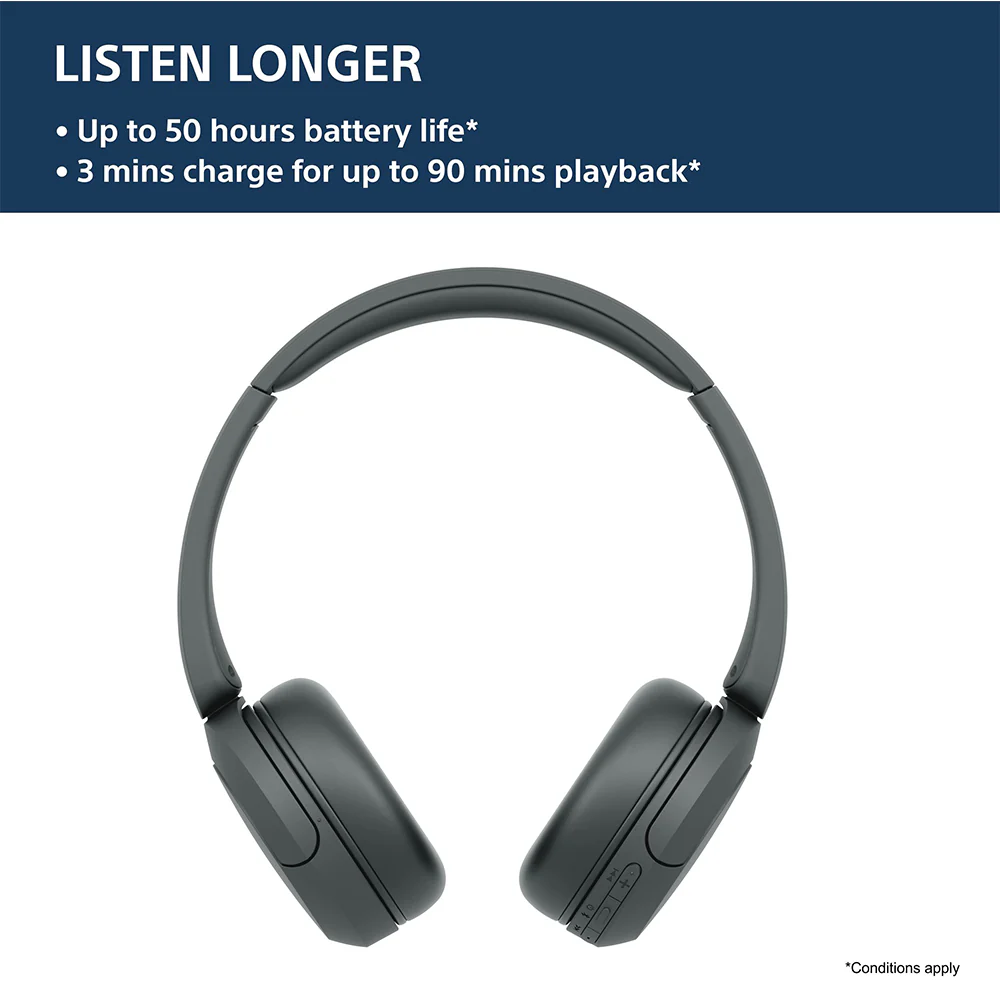 LISTEN LONGER
• Up to 50 hours battery life*
• 3 mins charge for up to 90 mins playback*
*Conditions apply